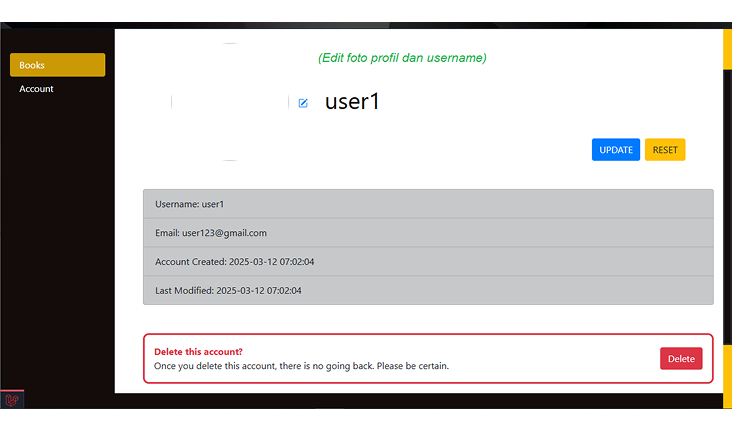 Books
Account
(Edit foto profil dan username)
user1
UPDATE RESET
Username: user1
Email: user123@gmail.com
Account Created: 2025-03-12 07:02:04
Last Modified: 2025-03-12 07:02:04
Delete this account?
Once you delete this account, there is no going back. Please be certain.
Delete